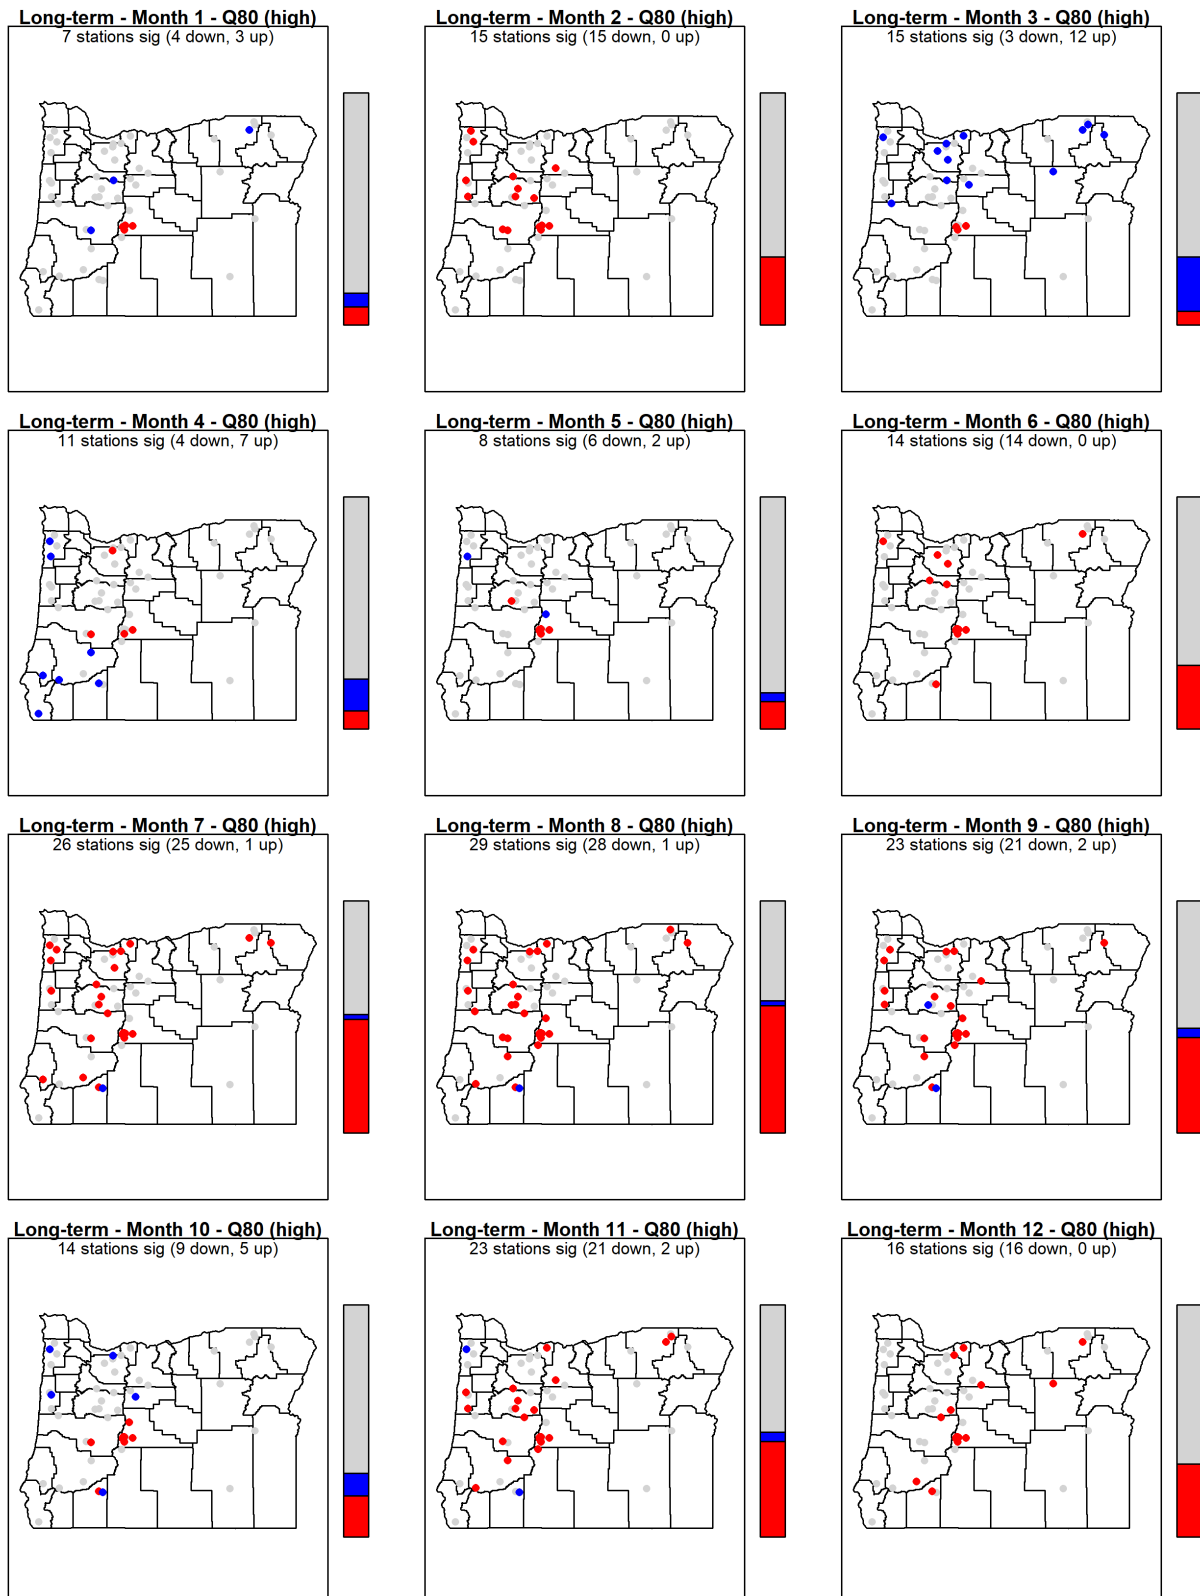 Long-term - Month 1 - Q80 (high)
7 stations sig (4 down, 3 up)
Long-term - Month 2 - Q80 (high)
15 stations sig (15 down, 0 up)
Long-term - Month 3 - Q80 (high)
15 stations sig (3 down, 12 up)
Long-term - Month 4 - Q80 (high)
11 stations sig (4 down, 7 up)
Long-term - Month 5 - Q80 (high)
8 stations sig (6 down, 2 up)
Long-term - Month 6 - Q80 (high)
14 stations sig (14 down, 0 up)
Long-term - Month 7 - Q80 (high)
26 stations sig (25 down, 1 up)
Long-term - Month 8 - Q80 (high)
29 stations sig (28 down, 1 up)
Long-term - Month 9 - Q80 (high)
23 stations sig (21 down, 2 up)
Long-term - Month 10 - Q80 (high)
14 stations sig (9 down, 5 up)
Long-term - Month 11 - Q80 (high)
23 stations sig (21 down, 2 up)
Long-term - Month 12 - Q80 (high)
16 stations sig (16 down, 0 up)